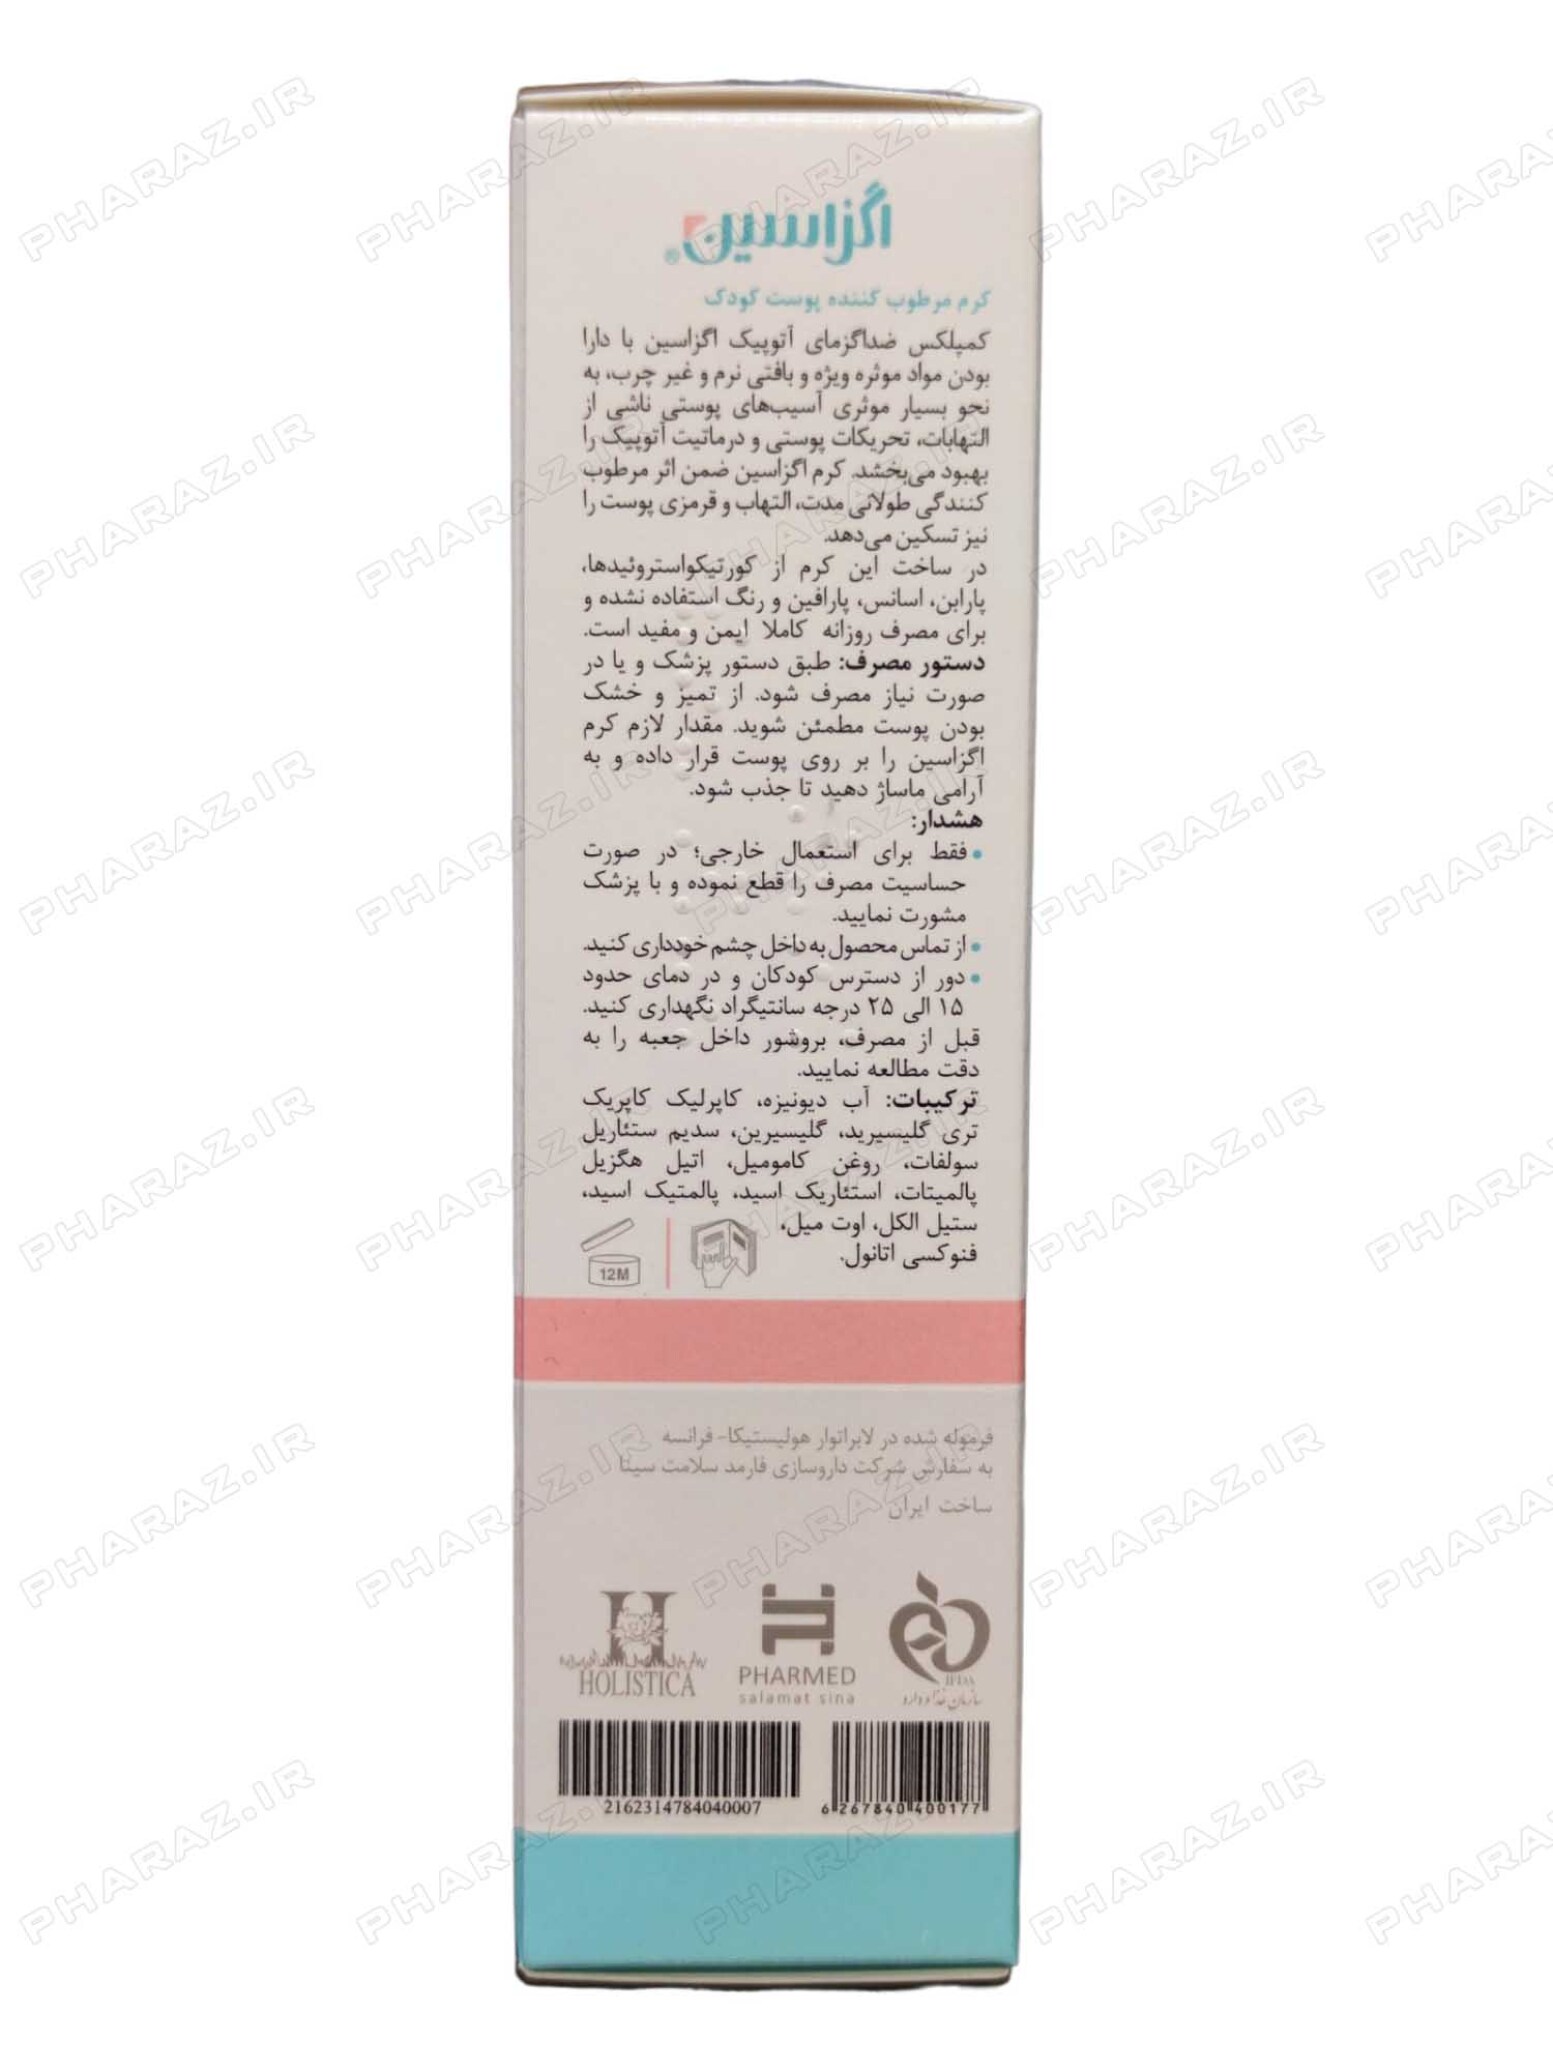 اگزاسین®
کرم مرطوب کننده پوست کودک
کمپلکس ضداگزمای آتوپیک اگزاسین با دارا
بودن مواد موثره ویژه و بافتی نرم و غیر چرب، به
نحو بسیار موثری آسیب‌های پوستی ناشی از
التهابات، تحریکات پوستی و درماتیت آتوپیک را
بهبود می‌بخشد. کرم اگزاسین ضمن اثر مرطوب
کنندگی طولانی مدت، التهاب و قرمزی پوست را
نیز تسکین می‌دهد.
در ساخت این کرم از کورتیکواستروئیدها،
پارابن، اسانس، پارافین و رنگ استفاده نشده و
برای مصرف روزانه کاملا ایمن و مفید است.
دستور مصرف: طبق دستور پزشک و یا در
صورت نیاز مصرف شود. از تمیز و خشک
بودن پوست مطمئن شوید. مقدار لازم کرم
اگزاسین را بر روی پوست قرار داده و به
آرامی ماساژ دهید تا جذب شود.
هشدار:
• فقط برای استعمال خارجی؛ در صورت
حساسیت مصرف را قطع نموده و با پزشک
مشورت نمایید.
• از تماس محصول به داخل چشم خودداری کنید.
• دور از دسترس کودکان و در دمای حدود
۱۵ الی ۲۵ درجه سانتیگراد نگهداری کنید.
قبل از مصرف، بروشور داخل جعبه را به
دقت مطالعه نمایید.
ترکیبات: آب دیونیزه، کاپرلیک کاپریک
تری گلیسیرید، گلیسیرین، سدیم ستئاریل
سولفات، روغن کامومیل، اتیل هگزیل
پالمیتات، استئاریک اسید، پالمتیک اسید،
ستیل الکل، اوت میل،
فنوکسی اتانول.
12M
فرموله شده در لابراتوار هولیستیکا- فرانسه
به سفارش شرکت داروسازی فارمد سلامت سینا
ساخت ایران
IFDA
سازمان غذا و دارو
PHARMED
salamat sina
H
HOLISTICA
6 267840 400177
2162314784040007
PHARAZ.IR